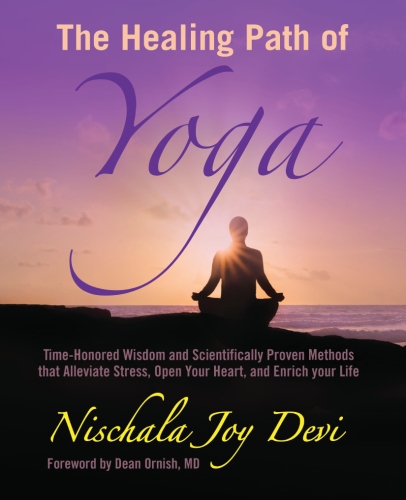 The Healing Path of
Yoga
Time-Honored Wisdom and Scientifically Proven Methods
that Alleviate Stress, Open Your Heart, and Enrich your Life
Nischala Joy Devi
Foreword by Dean Ornish, MD